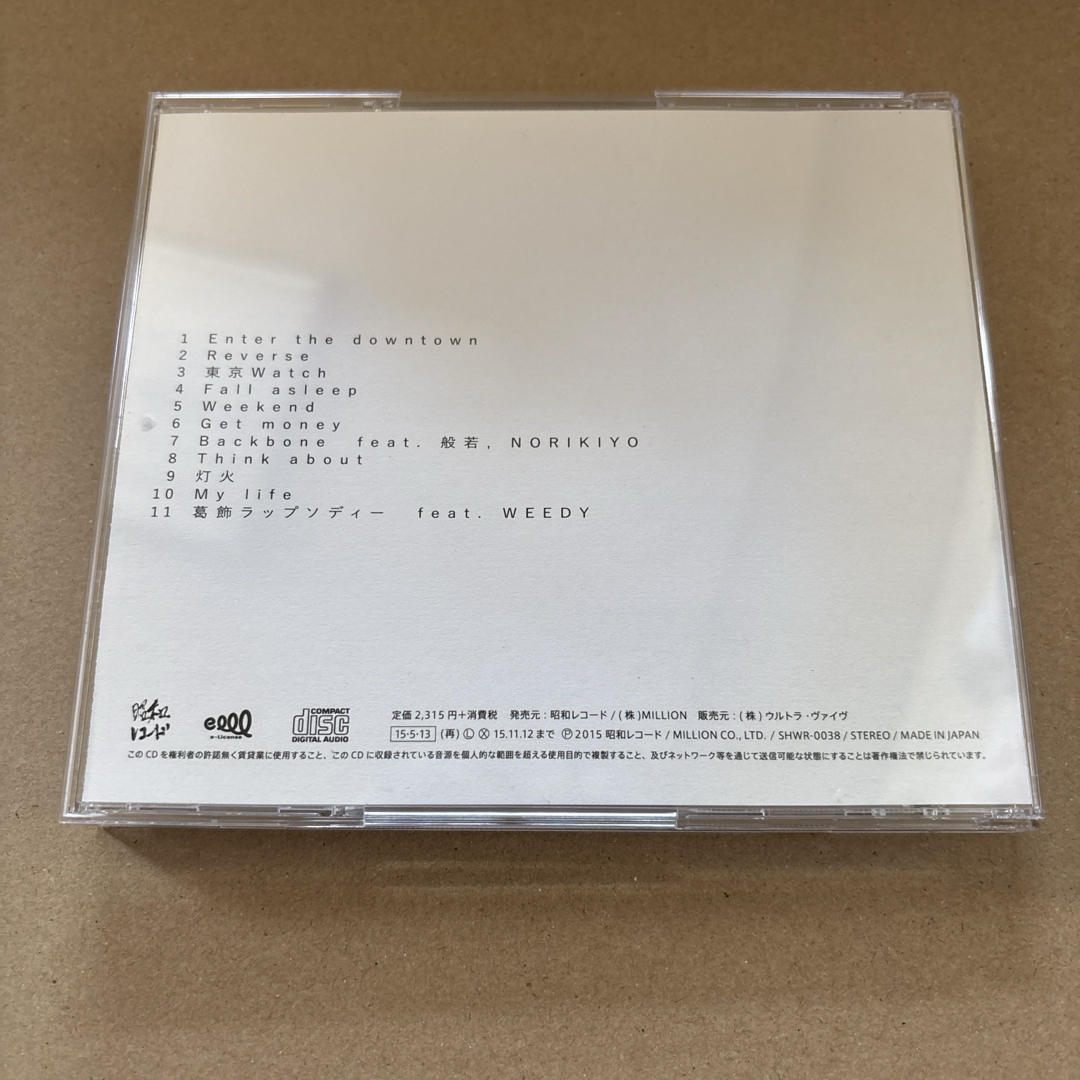 1 Enter the downtown
2 Reverse
3 東京Watch
4 Fall asleep
5 Weekend
6 Get money
7 Backbone feat. 般若, NORIKIYO
8 Think about
9 灯火
10 My life
11 葛飾ラップソディー feat. WEEDY
昭和
レコード
e-License
COMPACT
disc
DIGITAL AUDIO
定価 2,315 円+消費税 発売元 : 昭和レコード / ( 株 ) MILLION 販売元 : ( 株 ) ウルトラ・ヴァイヴ
15·5·13 (再) Ⓛ Ⓧ 15.11.12 まで Ⓟ 2015 昭和レコード / MILLION CO., LTD. / SHWR-0038 / STEREO / MADE IN JAPAN
この CD を権利者の許諾無く賃貸業に使用すること、この CD に収録されている音源を個人的な範囲を超える使用目的で複製すること、及びネットワーク等を通じて送信可能な状態にすることは著作権法で禁じられています。